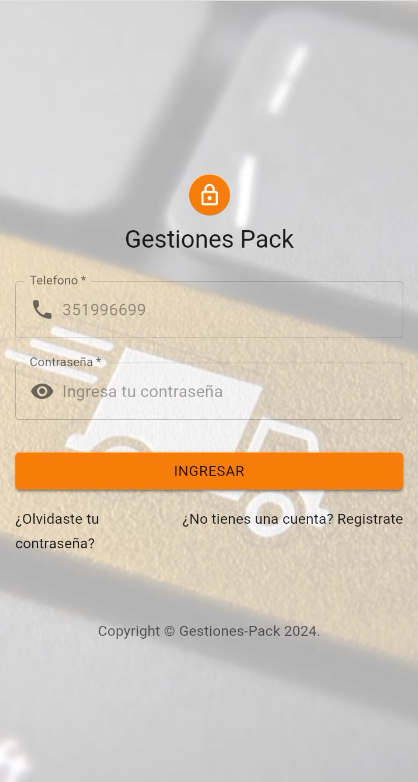 Gestiones Pack
Telefono *
351996699
Contraseña *
Ingresa tu contraseña
INGRESAR
¿Olvidaste tu
contraseña?
¿No tienes una cuenta? Registrate
Copyright © Gestiones-Pack 2024.